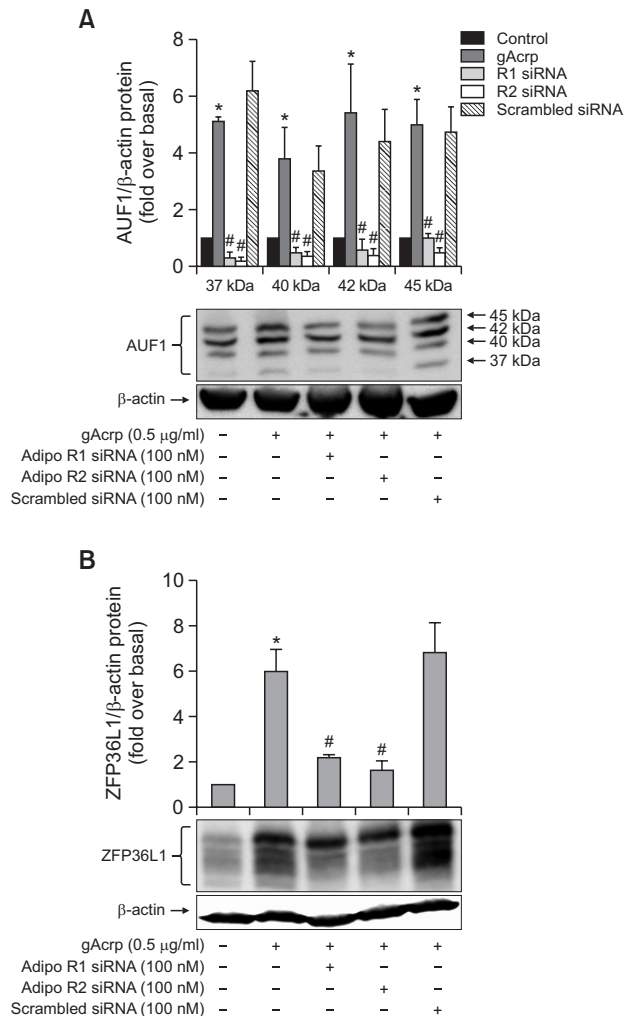 A
8
6
4
2
0
AUF1/β-actin protein
(fold over basal)
Control
gAcrp
R1 siRNA
R2 siRNA
Scrambled siRNA
* * * *
# # # # # # # #
37 kDa 40 kDa 42 kDa 45 kDa
AUF1
← 45 kDa
← 42 kDa
← 40 kDa
← 37 kDa
β-actin →
gAcrp (0.5 μg/ml) – + + + +
Adipo R1 siRNA (100 nM) – – + – –
Adipo R2 siRNA (100 nM) – – – + –
Scrambled siRNA (100 nM) – – – – +
B
10
8
6
4
2
0
ZFP36L1/β-actin protein
(fold over basal)
*
# #
ZFP36L1
β-actin →
gAcrp (0.5 μg/ml) – + + + +
Adipo R1 siRNA (100 nM) – – + – –
Adipo R2 siRNA (100 nM) – – – + –
Scrambled siRNA (100 nM) – – – – +